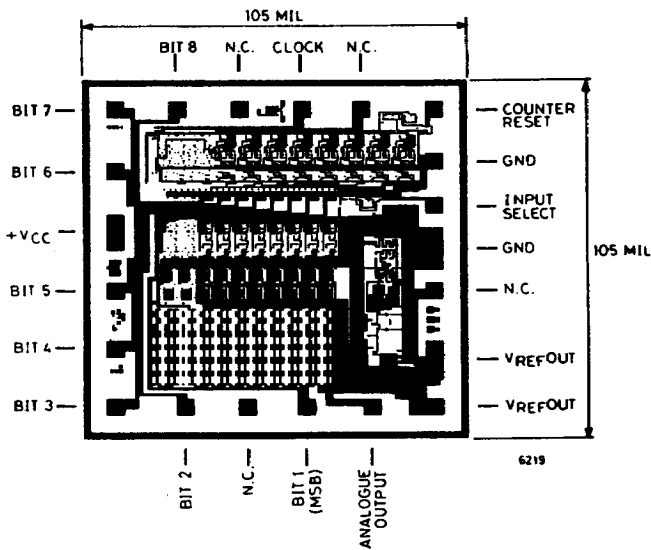 105 MIL
BIT 8 N.C. CLOCK N.C.
BIT 7
COUNTER
RESET
BIT 6
GND
INPUT
SELECT
+VCC
GND
105 MIL
BIT 5
N.C.
BIT 4
VREFOUT
BIT 3
VREFOUT
6219
BIT 2
N.C.
BIT 1
(MSB)
ANALOGUE
OUTPUT